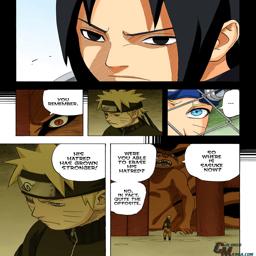 ...
YOU
REMEMBER.
SO
WHERE
IS
SASUKE
NOW?
WERE
YOU ABLE
TO ERASE
HIS
HATRED?
NO,
IN FACT,
QUITE THE
OPPOSITE.
HIS
HATRED HAS
GROWN
STRONGER!